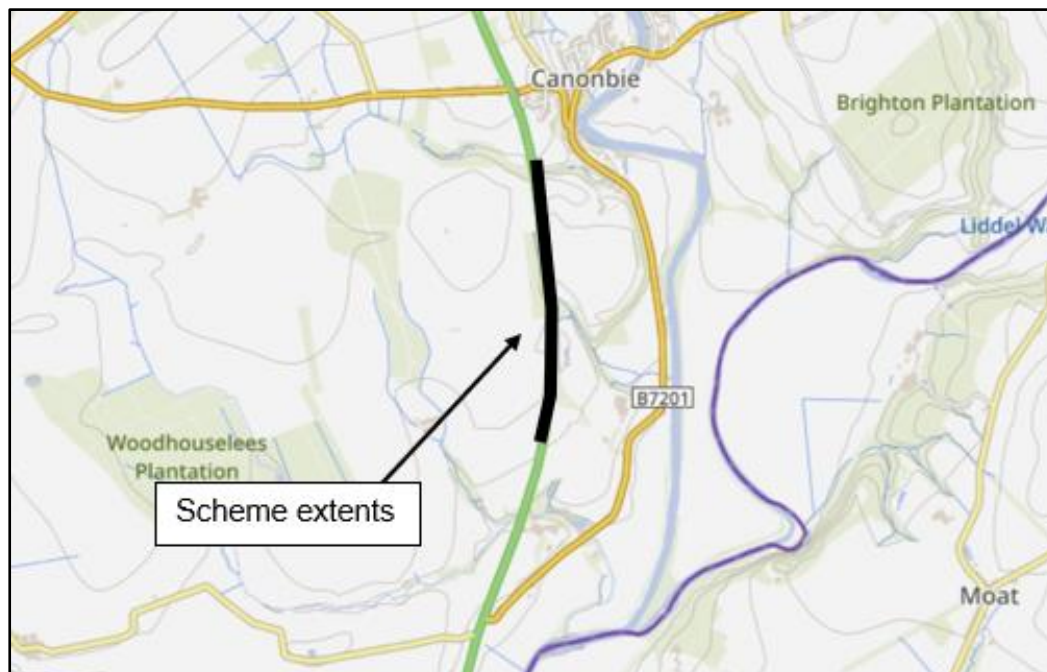 Canonbie
Brighton Plantation
Liddel Wa
B7201
Woodhouselees
Plantation
Scheme extents
Moat